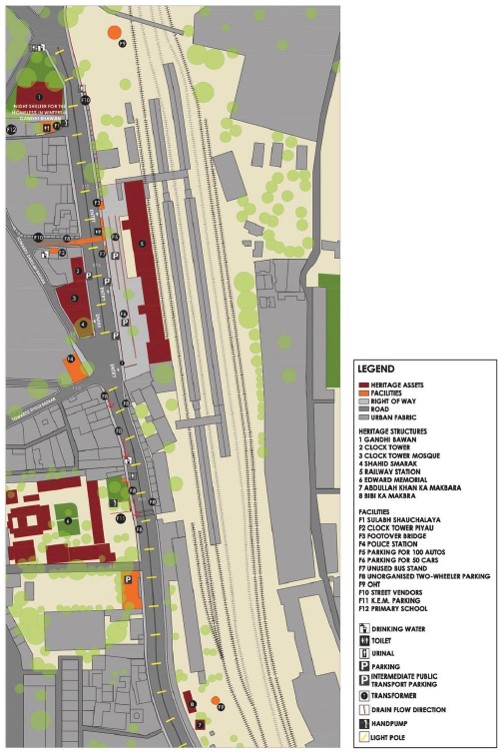 NIGHT SHELTER FOR THE
HOMELESS IN WINTER
GANDHI BHAWAN
LEGEND
HERITAGE ASSETS
FACILITIES
RIGHT OF WAY
ROAD
URBAN FABRIC
HERITAGE STRUCTURES
1 GANDHI BAWAN
2 CLOCK TOWER
3 CLOCK TOWER MOSQUE
4 SHAHID SMARAK
5 RAILWAY STATION
6 EDWARD MEMORIAL
7 ABDULLAH KHAN KA MAKBARA
8 BIBI KA MAKBRA
FACILITIES
F1 SULABH SHAUCHALAYA
F2 CLOCK TOWER PIYAU
F3 FOOTOVER BRIDGE
F4 POLICE STATION
F5 PARKING FOR 100 AUTOS
F6 PARKING FOR 50 CARS
F7 UNUSED BUS STAND
F8 UNORGANISED TWO-WHEELER PARKING
F9 OHT
F10 STREET VENDORS
F11 K.E.M. PARKING
F12 PRIMARY SCHOOL
DRINKING WATER
TOILET
URINAL
P PARKING
P INTERMEDIATE PUBLIC
TRANSPORT PARKING
TRANSFORMER
DRAIN FLOW DIRECTION
HANDPUMP
LIGHT POLE